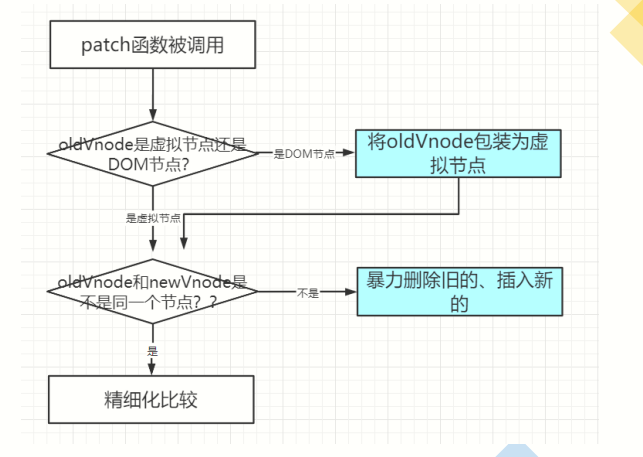 patch函数被调用
oldVnode是虚拟节点还是
DOM节点？
是DOM节点
将oldVnode包装为虚
拟节点
是虚拟节点
oldVnode和newVnode是
不是同一个节点？？
不是
暴力删除旧的、插入新
的
是
精细化比较